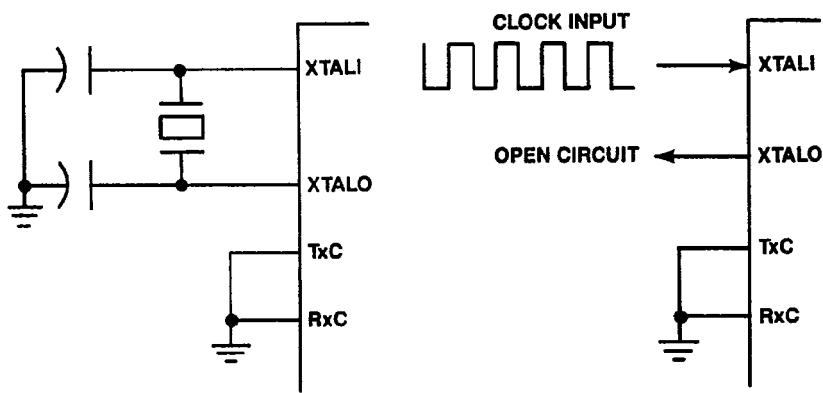 XTALI
XTALO
TxC
RxC
CLOCK INPUT
XTALI
OPEN CIRCUIT
XTALO
TxC
RxC